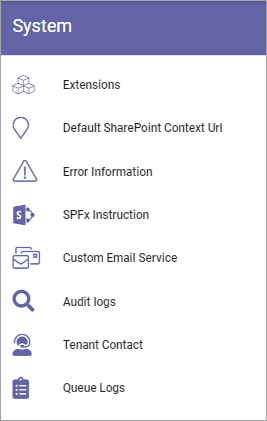 System
Extensions
Default SharePoint Context Url
Error Information
SPFx Instruction
Custom Email Service
Audit logs
Tenant Contact
Queue Logs